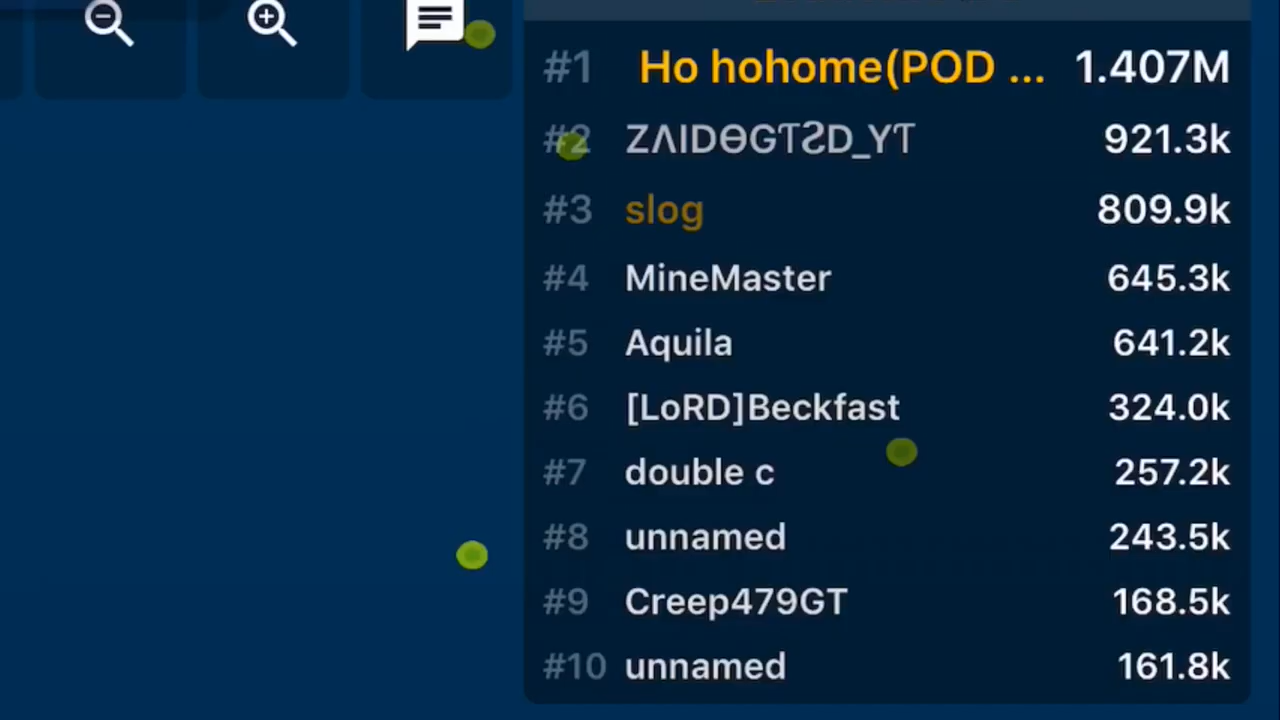 #1 Ho hohome(POD ... 1.407M
#2 ZΛIDӨGƬƧD_YƬ 921.3k
#3 slog 809.9k
#4 MineMaster 645.3k
#5 Aquila 641.2k
#6 [LoRD]Beckfast 324.0k
#7 double c 257.2k
#8 unnamed 243.5k
#9 Creep479GT 168.5k
#10 unnamed 161.8k